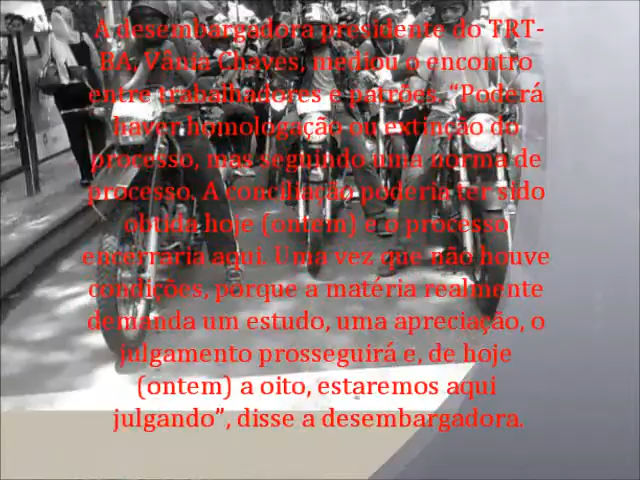 A desembargadora presidente do TRT-
BA, Vânia Chaves, mediou o encontro
entre trabalhadores e patrões. “Poderá
haver homologação ou extinção do
processo, mas seguindo uma norma de
processo. A conciliação poderia ter sido
obtida hoje (ontem) e o processo
encerraria aqui. Uma vez que não houve
condições, porque a matéria realmente
demanda um estudo, uma apreciação, o
julgamento prosseguirá e, de hoje
(ontem) a oito, estaremos aqui
julgando”, disse a desembargadora.